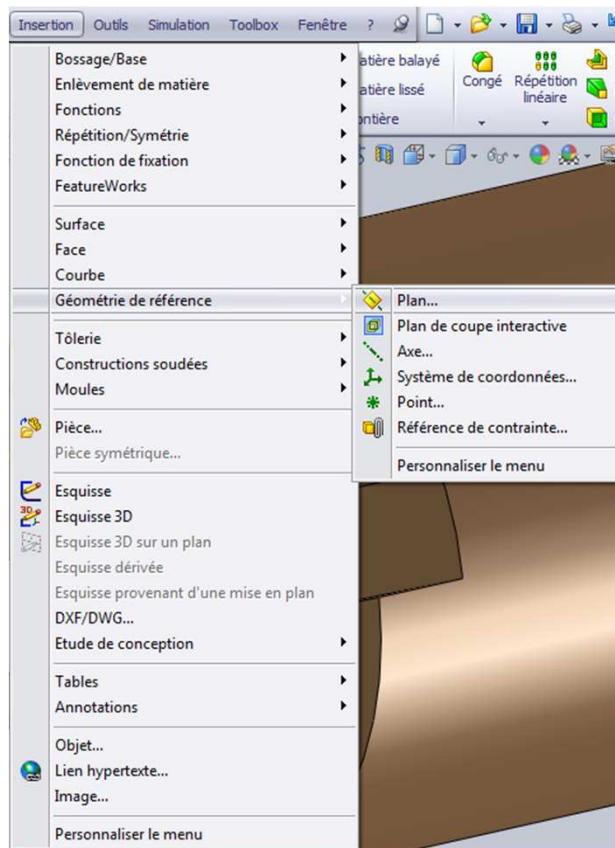 Insertion Outils Simulation Toolbox Fenêtre ?
Bossage/Base
Enlèvement de matière
Fonctions
Répétition/Symétrie
Fonction de fixation
FeatureWorks
Surface
Face
Courbe
Géométrie de référence
Tôlerie
Constructions soudées
Moules
Pièce...
Pièce symétrique...
Esquisse
Esquisse 3D
Esquisse 3D sur un plan
Esquisse dérivée
Esquisse provenant d'une mise en plan
DXF/DWG...
Etude de conception
Tables
Annotations
Objet...
Lien hypertexte...
Image...
Personnaliser le menu
atière balayé
atière lissé
ontière
Congé
Répétition
linéaire
Plan...
Plan de coupe interactive
Axe...
Système de coordonnées...
Point...
Référence de contrainte...
Personnaliser le menu